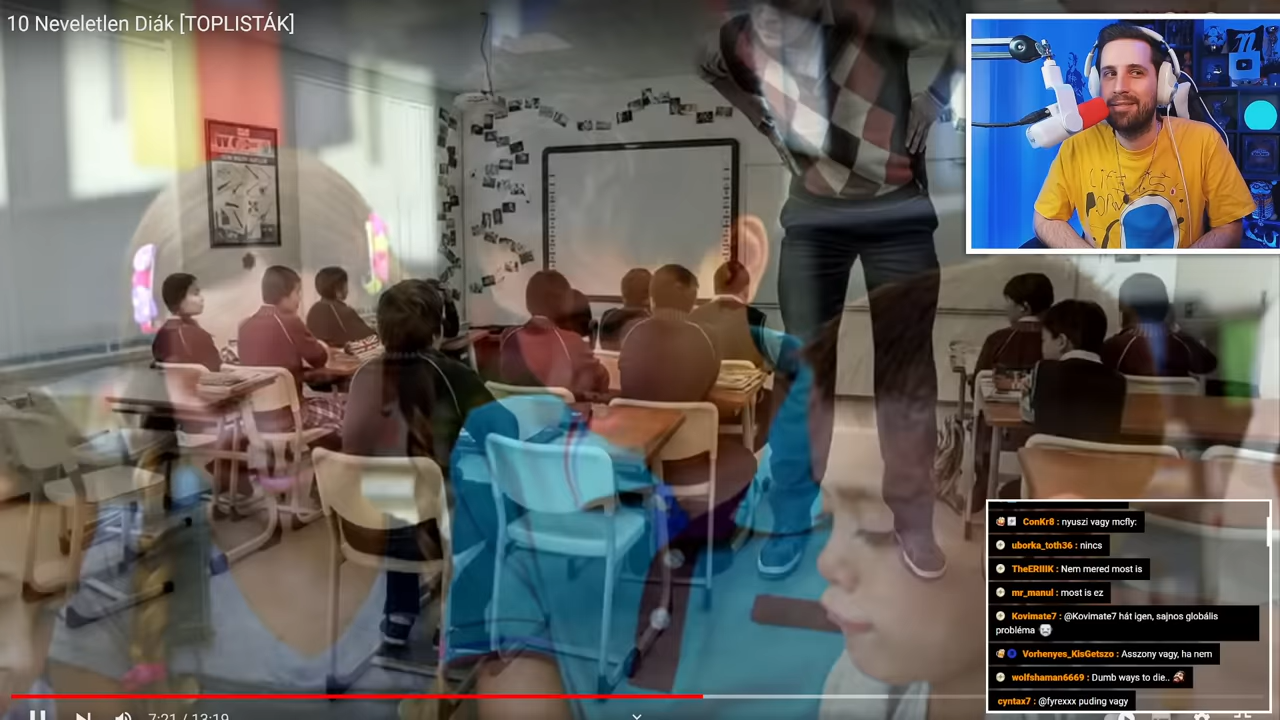 10 Neveletlen Diák [TOPLISTÁK]
ConKr8 : nyuszi vagy mcfly:
uborka_toth36 : nincs
TheERIIIK : Nem mered most is
mr_manul : most is ez
Kovimate7 : @Kovimate7 hát igen, sajnos globális
probléma
Vorhenyes_KisGetszo : Asszony vagy, ha nem
wolfshaman6669 : Dumb ways to die..
cyntax7 : @fyrexxx puding vagy
7:21 / 13:19